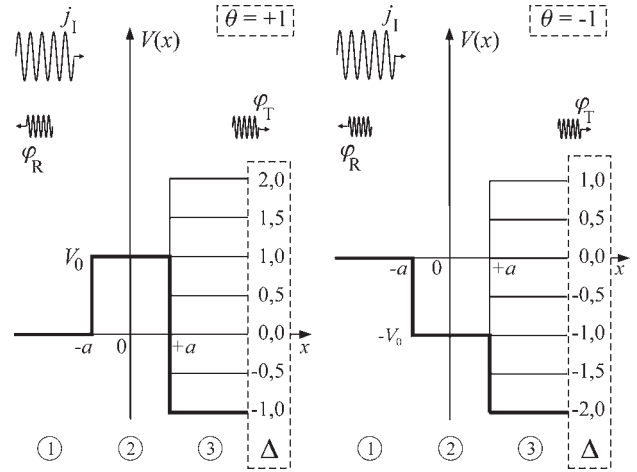 j_I
V(x)
θ = +1
φ_R
φ_T
2,0
1,5
V_0
1,0
0,5
0,0
-a
0
+a
x
-0,5
-1,0
1
2
3
Δ
j_I
V(x)
θ = -1
φ_R
φ_T
1,0
0,5
-a
0
+a
0,0
x
-0,5
-V_0
-1,0
-1,5
-2,0
1
2
3
Δ